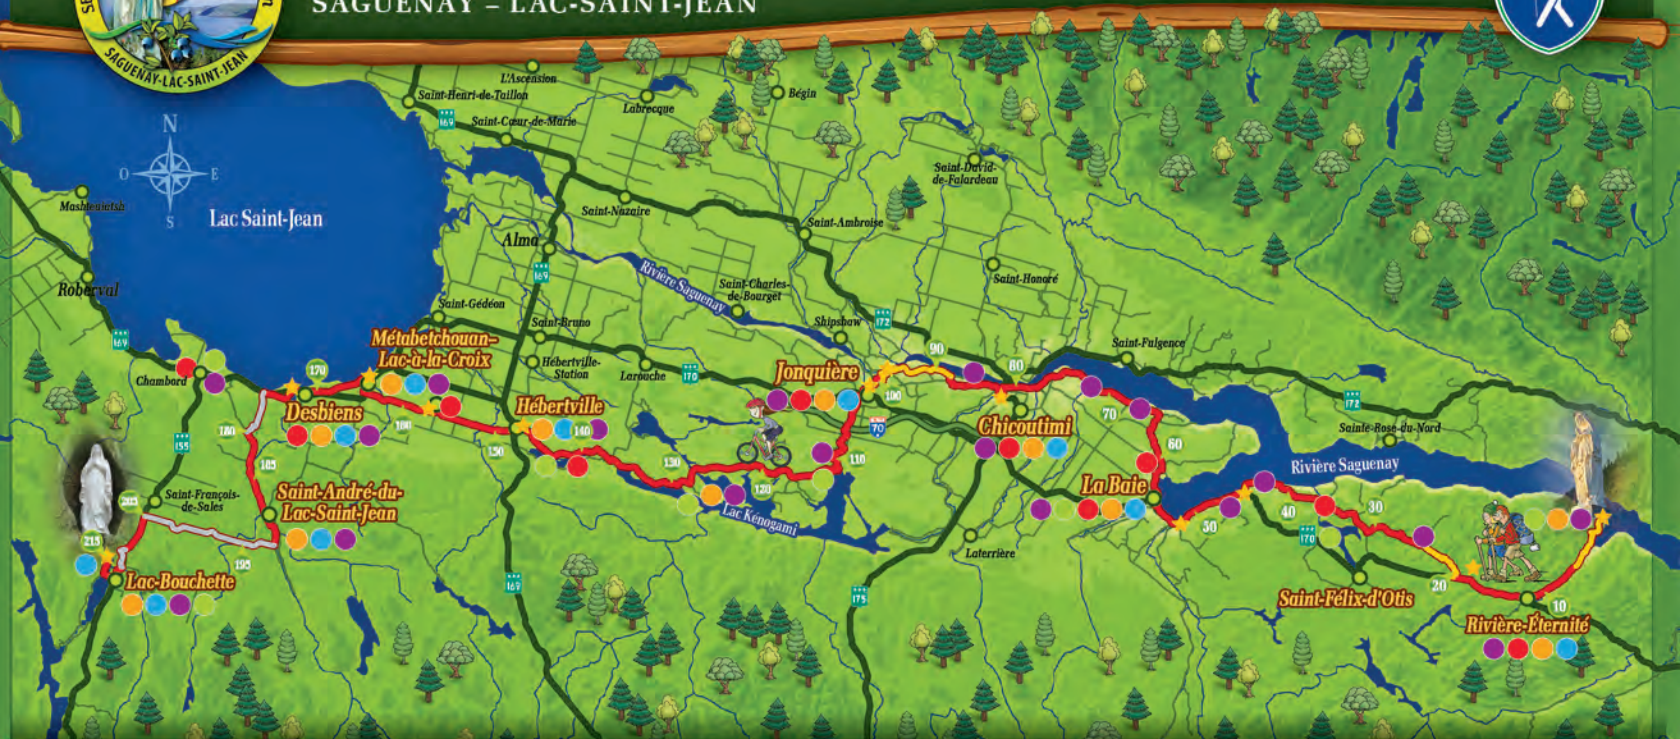 SAGUENAY – LAC-SAINT-JEAN
SAGUENAY-LAC-SAINT-JEAN
N
O
E
S
Lac Saint-Jean
L'Ascension
Saint-Henri-de-Taillon
169
Saint-Cœur-de-Marie
Labrecque
Bégin
Saint-David-
de-Falardeau
Mashteuiatsh
Saint-Nazaire
Saint-Ambroise
Alma
169
Rivière Saguenay
Saint-Charles-
de-Bourget
Saint-Honoré
Roberval
169
Saint-Gédéon
Saint-Bruno
Shipshaw
172
Saint-Fulgence
Métabetchouan–
Lac-à-la-Croix
Hébertville-
Station
Larouche
170
Jonquière
90
80
Chambord
170
Desbiens
160
150
Hébertville
140
100
70
Chicoutimi
70
172
Sainte-Rose-du-Nord
180
155
185
130
120
110
60
Rivière Saguenay
La Baie
205
Saint-François-
de-Sales
Saint-André-du-
Lac-Saint-Jean
Lac Kénogami
50
40
30
170
215
195
Laterrière
Lac-Bouchette
169
175
Saint-Félix-d'Otis
20
10
Rivière-Éternité